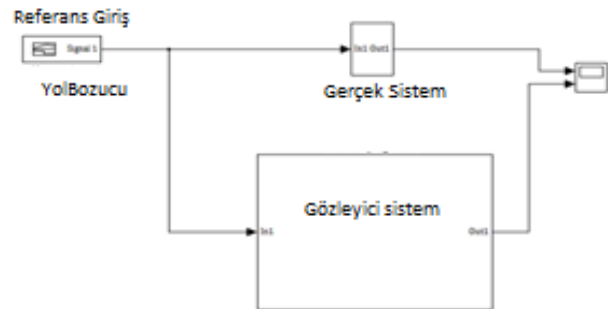 Referans Giriş
Signal 1
YolBozucu
In1 Out1
Gerçek Sistem
Gözleyici sistem
In1
Out1